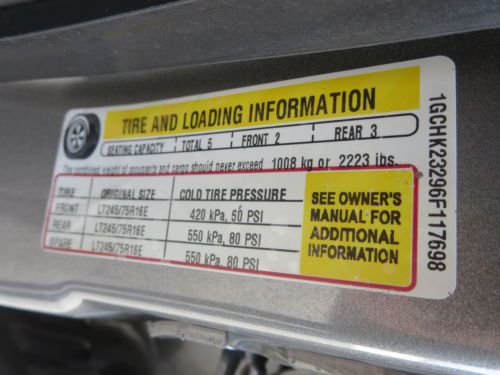 TIRE AND LOADING INFORMATION
SEATING CAPACITY TOTAL 5 FRONT 2 REAR 3
The combined weight of occupants and cargo should never exceed 1008 kg or 2223 lbs.
TIRE ORIGINAL SIZE COLD TIRE PRESSURE
FRONT LT245/75R16E 420 kPa, 60 PSI
REAR LT245/75R16E 550 kPa, 80 PSI
SPARE LT245/75R16E 550 kPa, 80 PSI
SEE OWNER'S
MANUAL FOR
ADDITIONAL
INFORMATION
1GCHK23296F117698